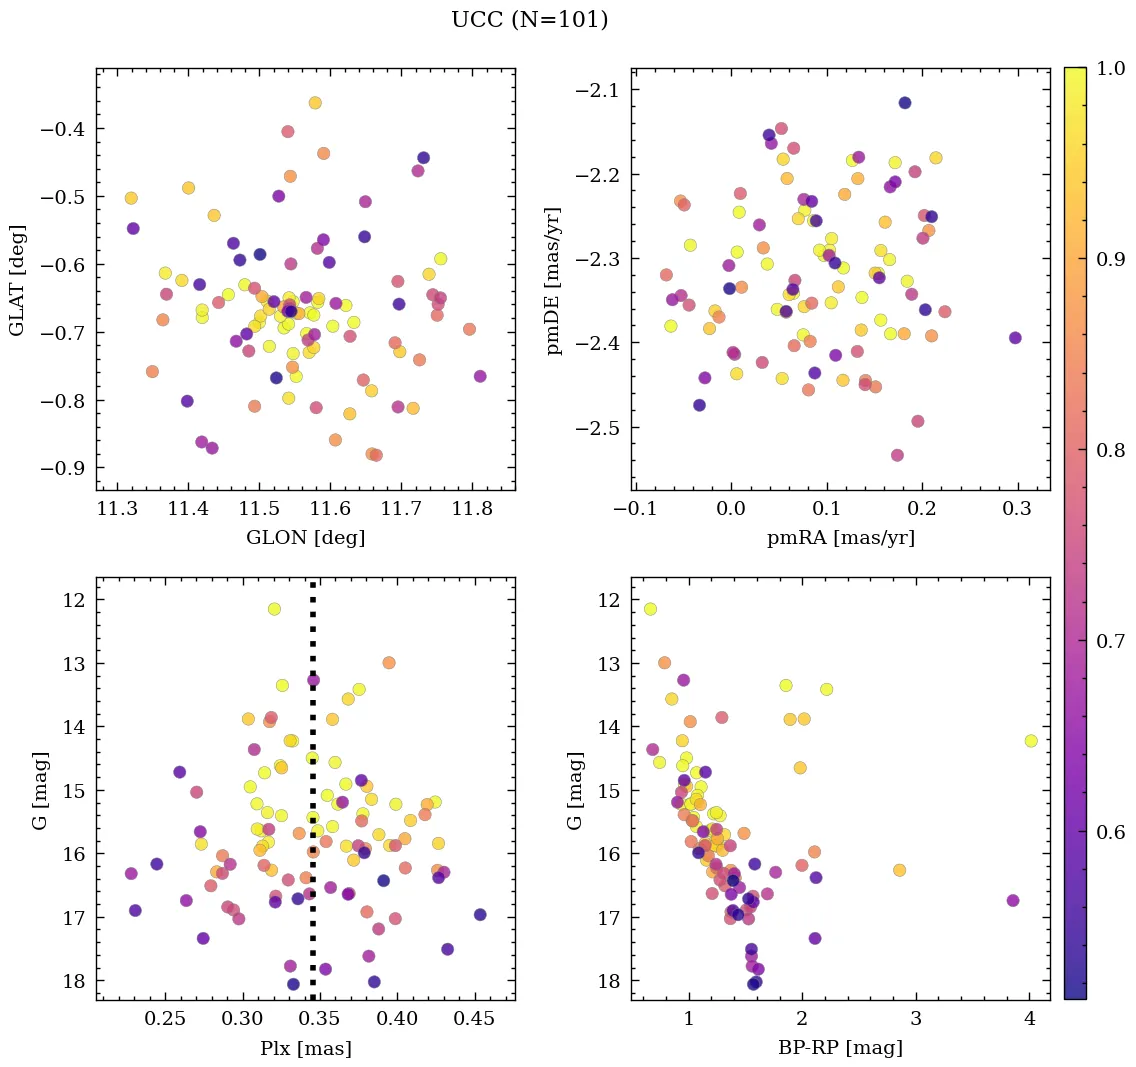 UCC (N=101)
−0.4
−0.5
−0.6
−0.7
−0.8
−0.9
GLAT [deg]
11.3 11.4 11.5 11.6 11.7 11.8
GLON [deg]
−2.1
−2.2
−2.3
−2.4
−2.5
pmDE [mas/yr]
−0.1 0.0 0.1 0.2 0.3
pmRA [mas/yr]
1.0
0.9
0.8
0.7
0.6
12
13
14
15
16
17
18
G [mag]
0.25 0.30 0.35 0.40 0.45
Plx [mas]
12
13
14
15
16
17
18
G [mag]
1 2 3 4
BP-RP [mag]